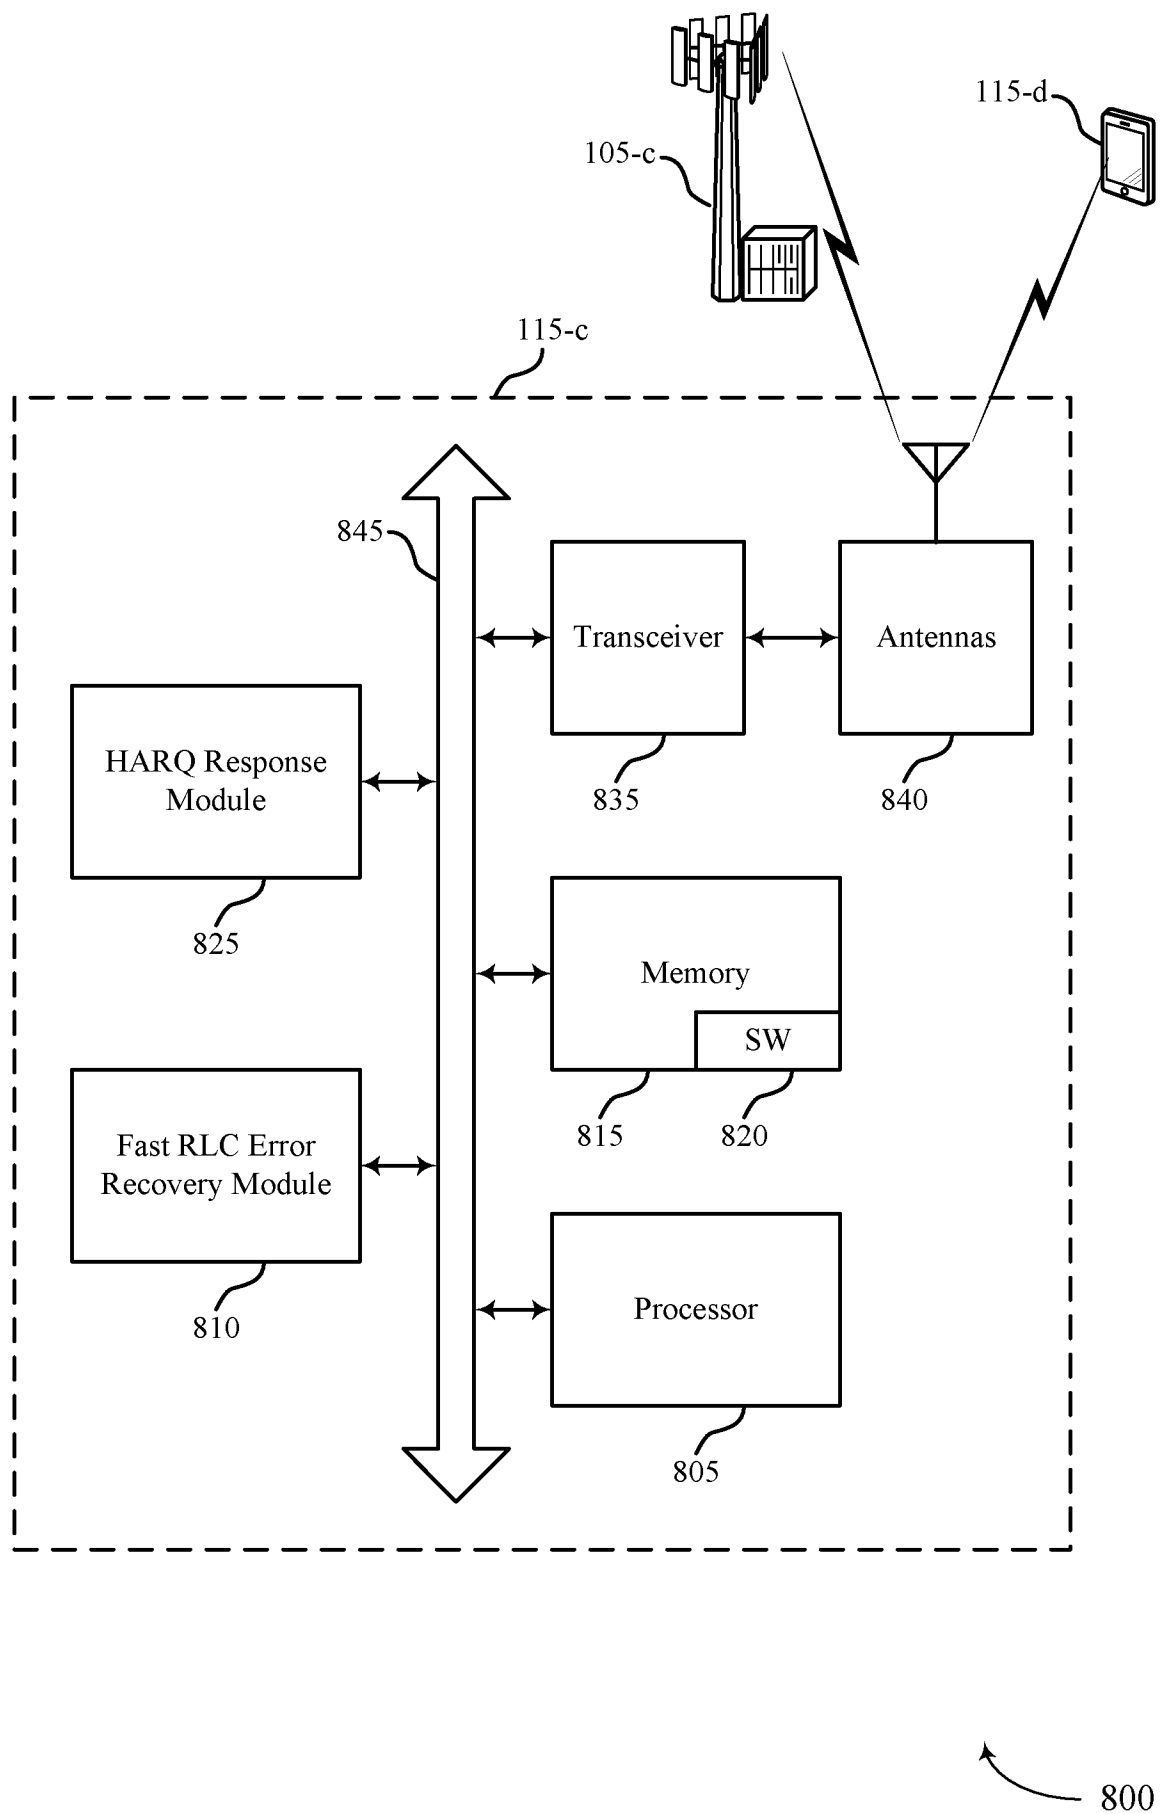 115-d
105-c
115-c
845
Transceiver
Antennas
HARQ Response
Module
835
840
825
Memory
SW
815
820
Fast RLC Error
Recovery Module
810
Processor
805
800